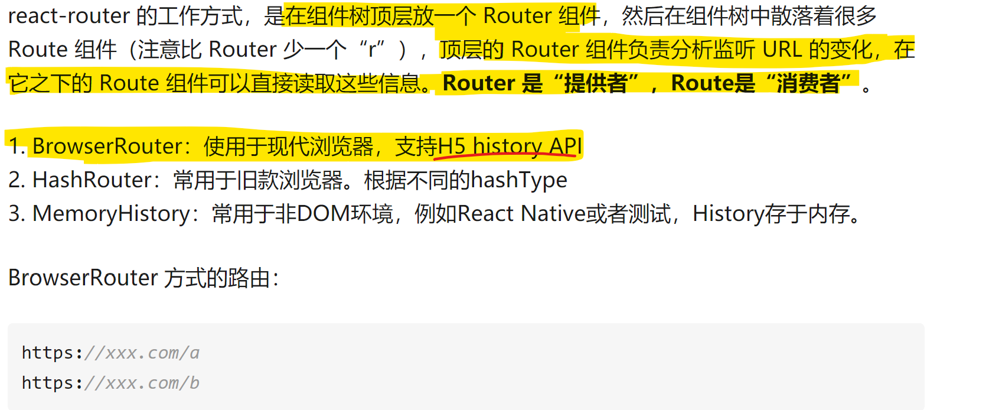 react-router 的工作方式，是在组件树顶层放一个 Router 组件，然后在组件树中散落着很多
Route 组件（注意比 Router 少一个“r”），顶层的 Router 组件负责分析监听 URL 的变化，在
它之下的 Route 组件可以直接读取这些信息。Router 是“提供者”，Route是“消费者”。
1. BrowserRouter：使用于现代浏览器，支持H5 history API
2. HashRouter：常用于旧款浏览器。根据不同的hashType
3. MemoryHistory：常用于非DOM环境，例如React Native或者测试，History存于内存。
BrowserRouter 方式的路由：
https://xxx.com/a
https://xxx.com/b